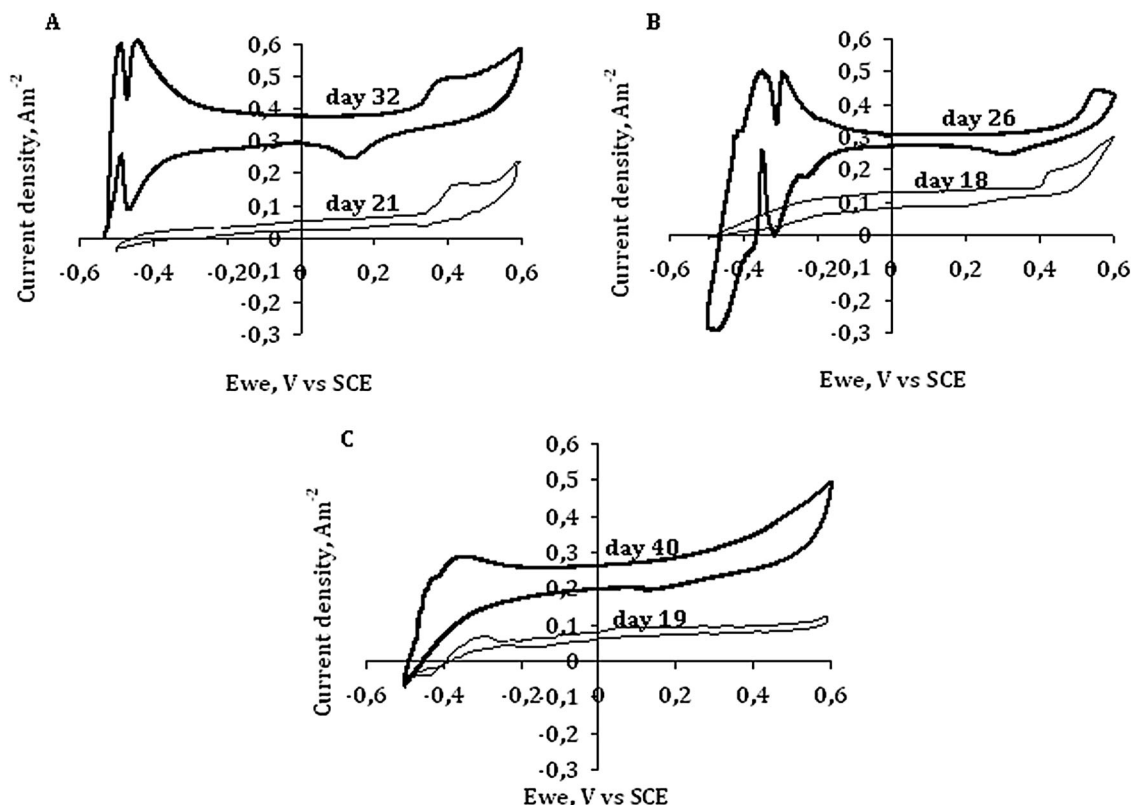 A
0,6
0,5
0,4
day 32
0,3
0,2
day 21
0,1
0
-0,6 -0,4 -0,2 0 0,2 0,4 0,6
-0,1
-0,2
-0,3
Current density, Am-2
Ewe, V vs SCE
B
0,6
0,5
0,4
day 26
0,3
0,2
day 18
0,1
0
-0,6 -0,4 -0,2 0 0,2 0,4 0,6
-0,1
-0,2
-0,3
Current density, Am-2
Ewe, V vs SCE
C
0,6
0,5
0,4
day 40
0,3
0,2
day 19
0,1
0
-0,6 -0,4 -0,2 0 0,2 0,4 0,6
-0,1
-0,2
-0,3
Current density, Am-2
Ewe, V vs SCE